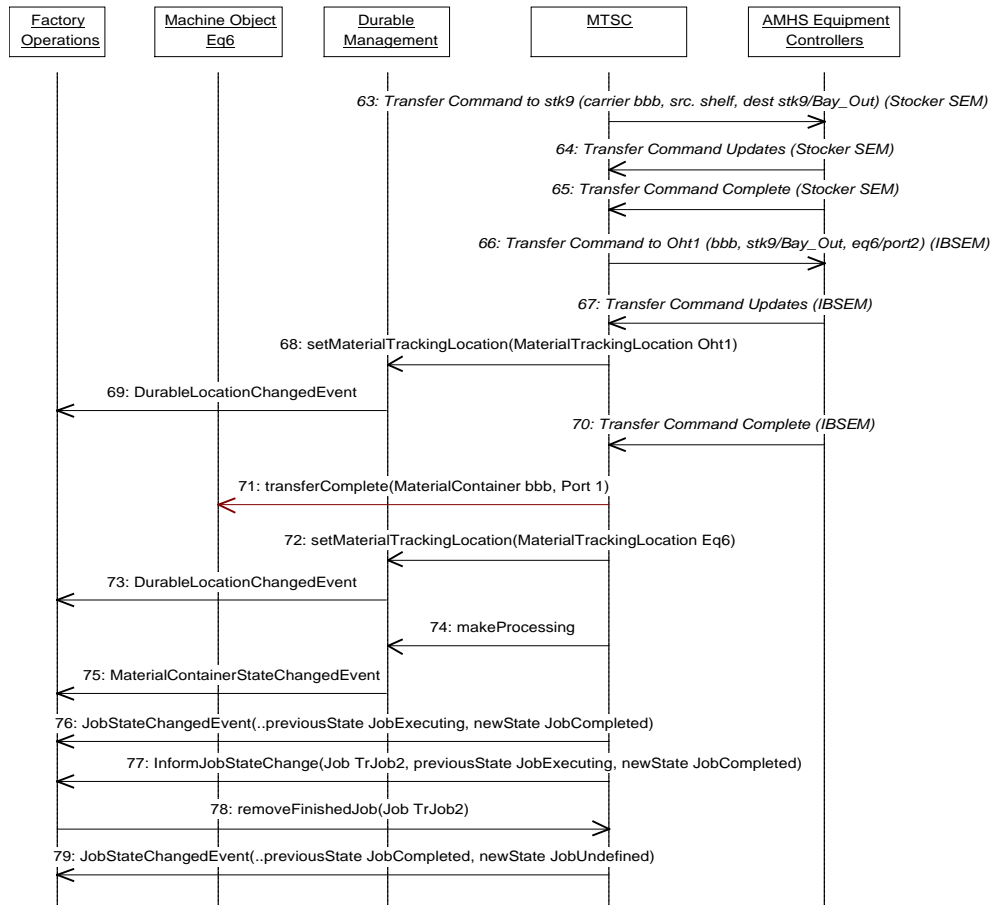 Factory
Operations
Machine Object
Eq6
Durable
Management
MTSC
AMHS Equipment
Controllers
63: Transfer Command to stk9 (carrier bbb, src. shelf, dest stk9/Bay_Out) (Stocker SEM)
64: Transfer Command Updates (Stocker SEM)
65: Transfer Command Complete (Stocker SEM)
66: Transfer Command to Oht1 (bbb, stk9/Bay_Out, eq6/port2) (IBSEM)
67: Transfer Command Updates (IBSEM)
68: setMaterialTrackingLocation(MaterialTrackingLocation Oht1)
69: DurableLocationChangedEvent
70: Transfer Command Complete (IBSEM)
71: transferComplete(MaterialContainer bbb, Port 1)
72: setMaterialTrackingLocation(MaterialTrackingLocation Eq6)
73: DurableLocationChangedEvent
74: makeProcessing
75: MaterialContainerStateChangedEvent
76: JobStateChangedEvent(..previousState JobExecuting, newState JobCompleted)
77: InformJobStateChange(Job TrJob2, previousState JobExecuting, newState JobCompleted)
78: removeFinishedJob(Job TrJob2)
79: JobStateChangedEvent(..previousState JobCompleted, newState JobUndefined)